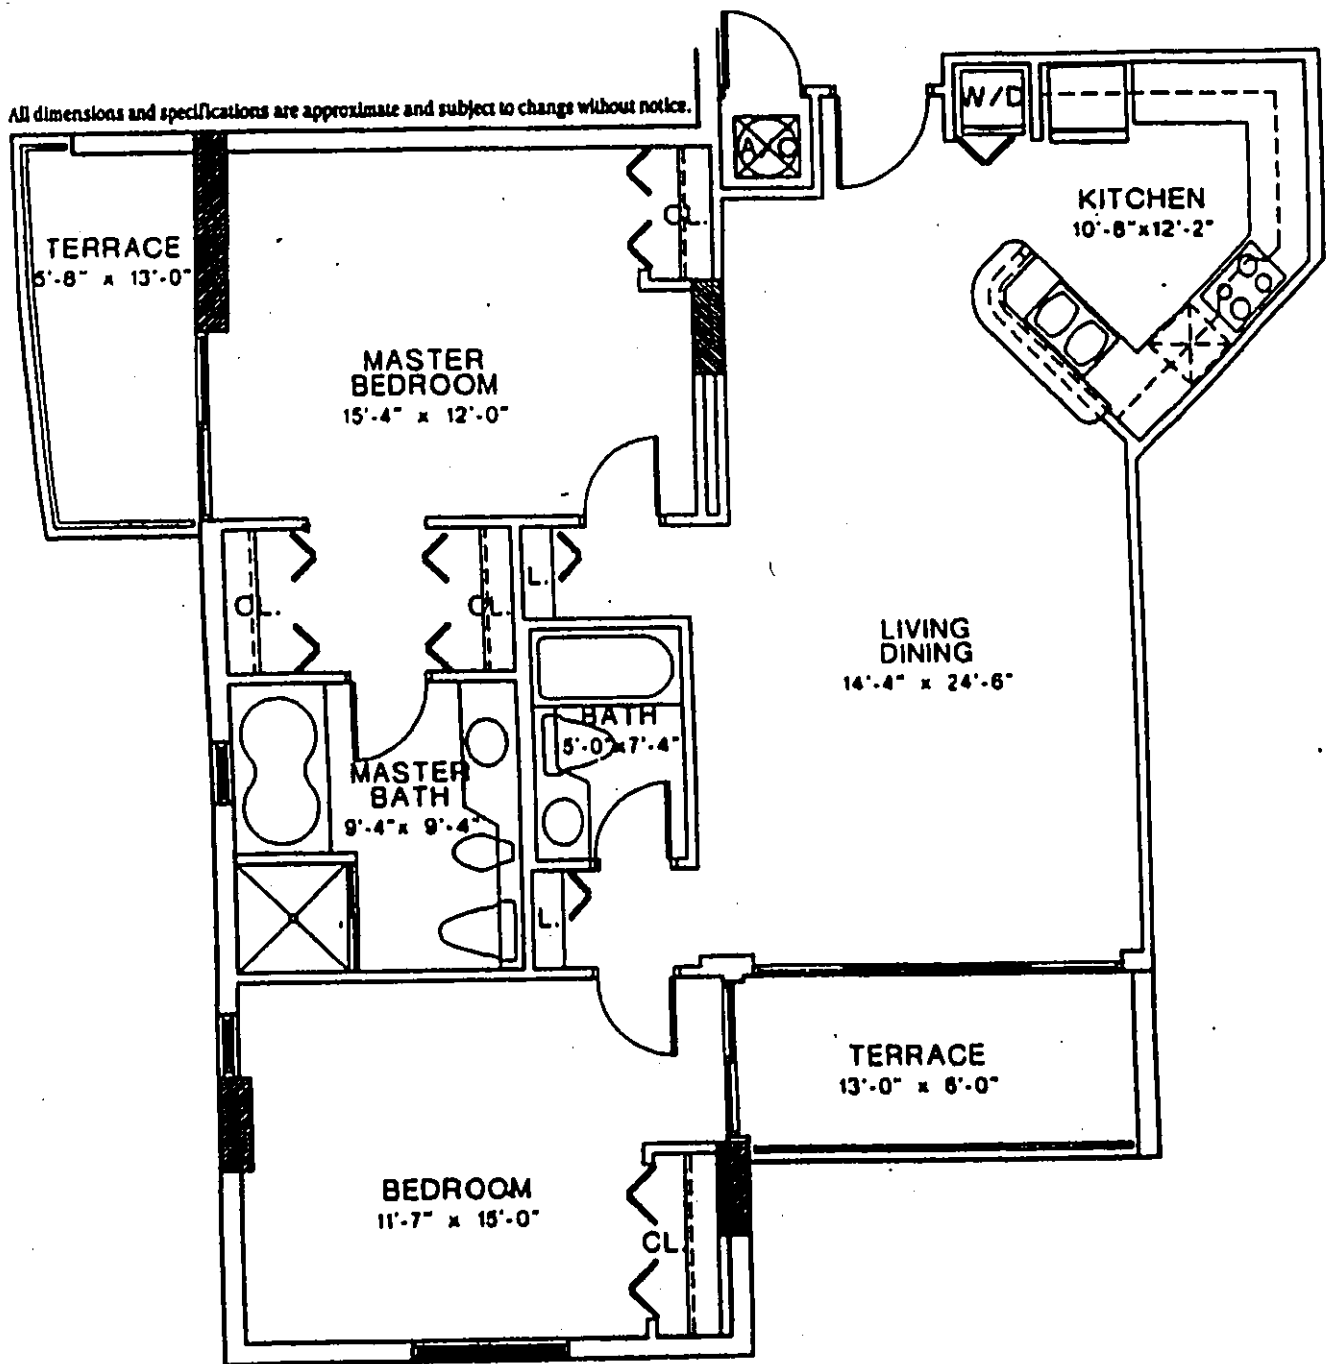 All dimensions and specifications are approximate and subject to change without notice.
W/D
A/C
KITCHEN
10'-8"x12'-2"
CL.
TERRACE
5'-8" x 13'-0"
MASTER
BEDROOM
15'-4" x 12'-0"
CL.
CL.
L.
LIVING
DINING
14'-4" x 24'-6"
BATH
5'-0"x7'-4"
MASTER
BATH
9'-4"x 9'-4"
L.
TERRACE
13'-0" x 6'-0"
BEDROOM
11'-7" x 15'-0"
CL.